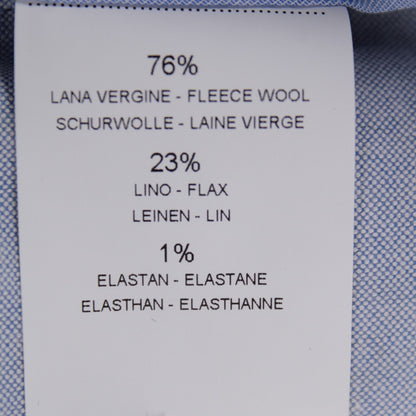 76%
LANA VERGINE - FLEECE WOOL
SCHURWOLLE - LAINE VIERGE
23%
LINO - FLAX
LEINEN - LIN
1%
ELASTAN - ELASTANE
ELASTHAN - ELASTHANNE